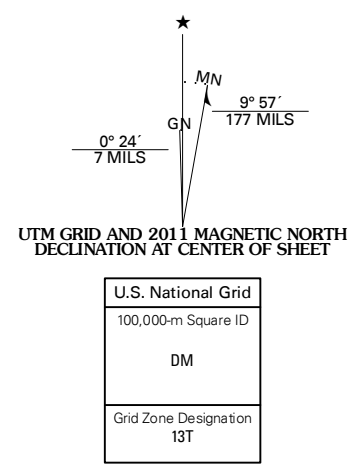 ★
MN
9° 57´
177 MILS
GN
0° 24´
7 MILS
UTM GRID AND 2011 MAGNETIC NORTH
DECLINATION AT CENTER OF SHEET
U.S. National Grid
100,000-m Square ID
DM
Grid Zone Designation
13T